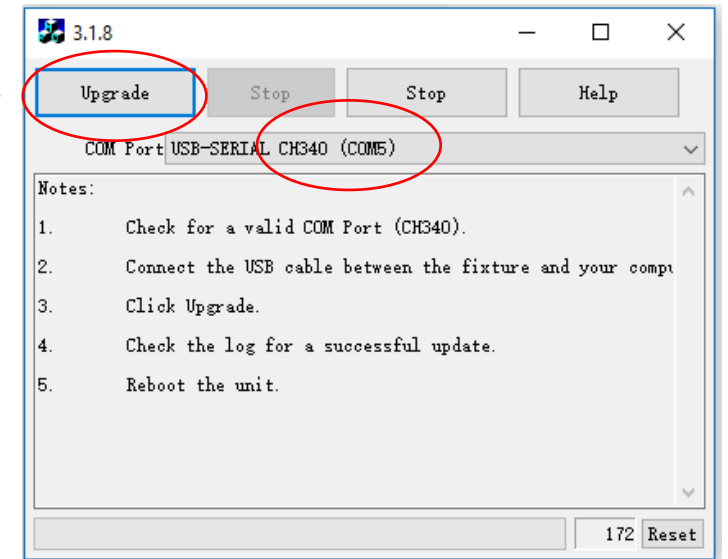 3.1.8
Upgrade Stop Stop Help
COM Port USB-SERIAL CH340 (COM5)
Notes:
1. Check for a valid COM Port (CH340).
2. Connect the USB cable between the fixture and your
3. Click Upgrade.
4. Check the log for a successful update.
5. Reboot the unit.
172 Reset